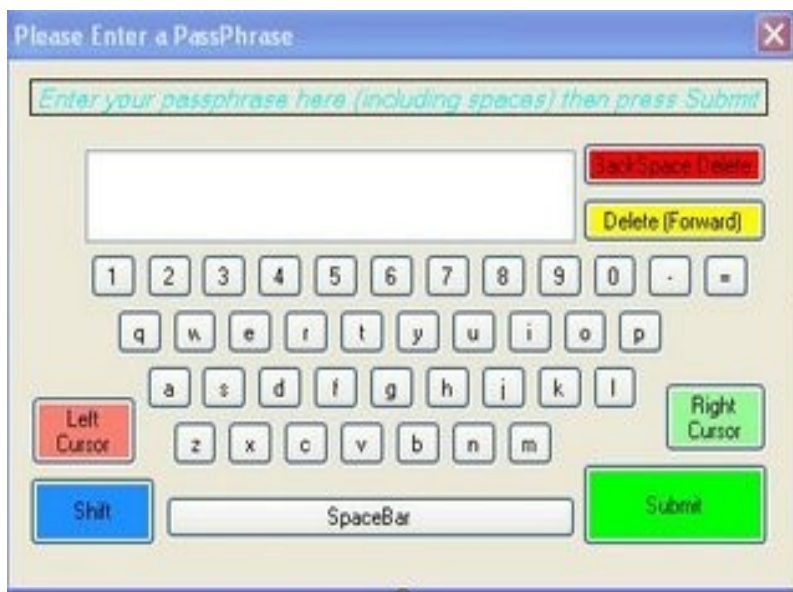 Please Enter a PassPhrase
Enter your passphrase here (including spaces) then press Submit
BackSpace Delete
Delete (Forward)
1 2 3 4 5 6 7 8 9 0 - =
q w e r t y u i o p
a s d f g h j k l
Left
Cursor
Right
Cursor
z x c v b n m
Shift
SpaceBar
Submit